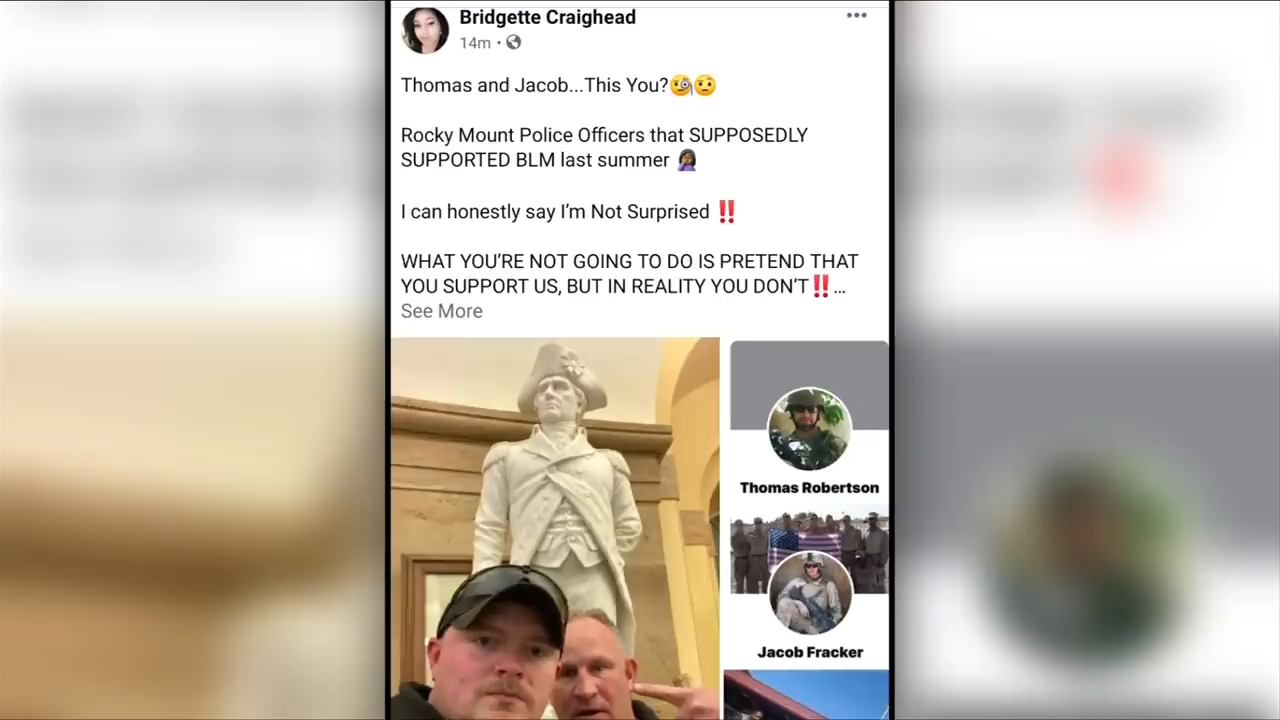 Bridgette Craighead
14m
Thomas and Jacob...This You?🧐🤨
Rocky Mount Police Officers that SUPPOSEDLY
SUPPORTED BLM last summer 🤦🏾‍♀️
I can honestly say I'm Not Surprised ‼️
WHAT YOU'RE NOT GOING TO DO IS PRETEND THAT
YOU SUPPORT US, BUT IN REALITY YOU DON'T‼️...
See More
Thomas Robertson
Jacob Fracker